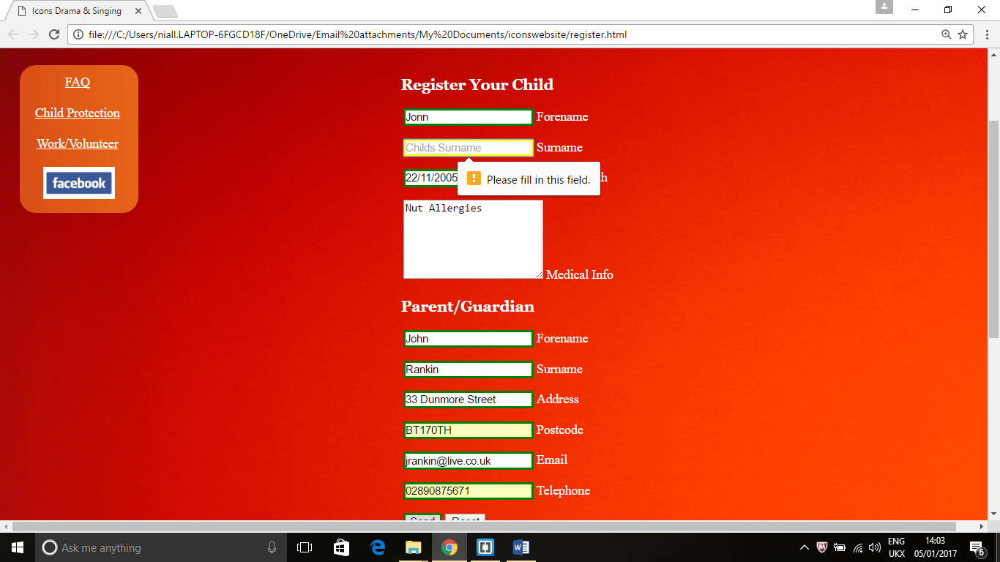 Icons Drama & Singing
file:///C:/Users/niall.LAPTOP-6FGCD18F/OneDrive/Email%20attachments/My%20Documents/iconswebsite/register.html
FAQ
Child Protection
Work/Volunteer
facebook
Register Your Child
Jonn Forename
Childs Surname Surname
22/11/2005 th
Please fill in this field.
Nut Allergies
Medical Info
Parent/Guardian
John Forename
Rankin Surname
33 Dunmore Street Address
BT170TH Postcode
jrankin@live.co.uk Email
02890875671 Telephone
Send Reset
Ask me anything
ENG
UKX
14:03
05/01/2017
6